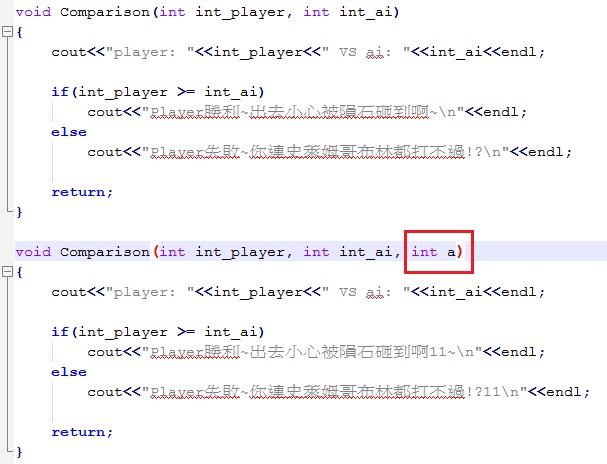 void Comparison(int int_player, int int_ai)
{
cout<<"player: "<<int_player<<" VS ai: "<<int_ai<<endl;
if(int_player >= int_ai)
cout<<"Player勝利~出去小心被隕石砸到啊~\n"<<endl;
else
cout<<"Player失敗~你連史萊姆哥布林都打不過!?\n"<<endl;
return;
}
void Comparison(int int_player, int int_ai, int a)
{
cout<<"player: "<<int_player<<" VS ai: "<<int_ai<<endl;
if(int_player >= int_ai)
cout<<"Player勝利~出去小心被隕石砸到啊11~\n"<<endl;
else
cout<<"Player失敗~你連史萊姆哥布林都打不過!?11\n"<<endl;
return;
}